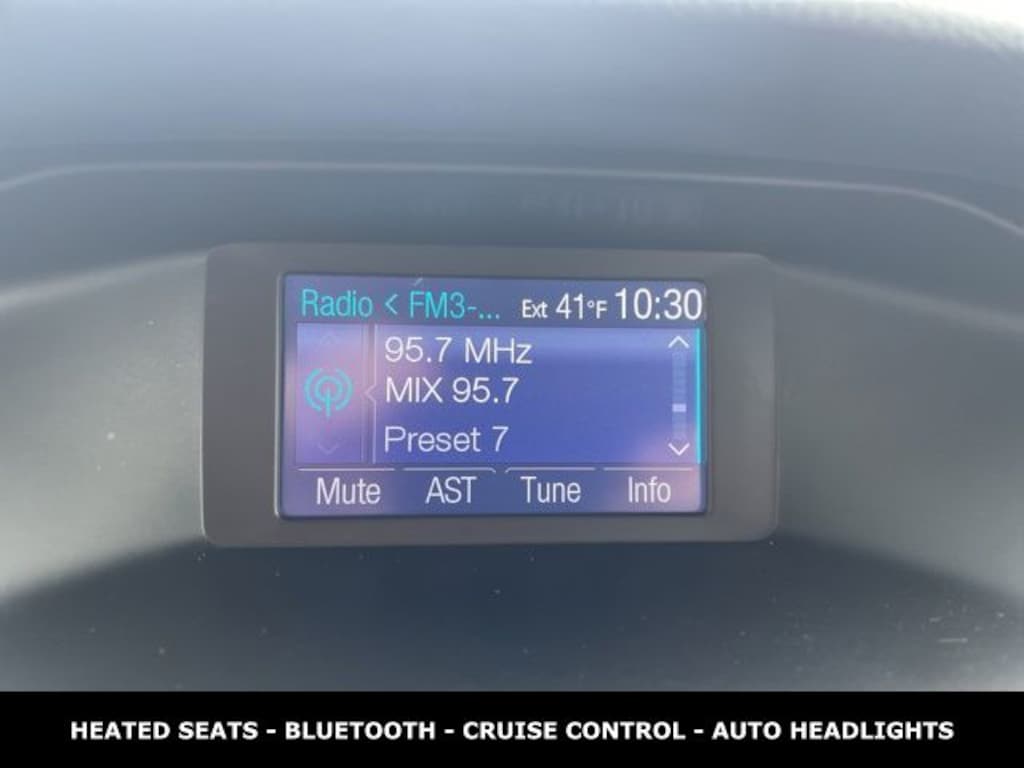 Radio < FM3-... Ext 41°F 10:30
95.7 MHz
MIX 95.7
Preset 7
Mute AST Tune Info
HEATED SEATS - BLUETOOTH - CRUISE CONTROL - AUTO HEADLIGHTS